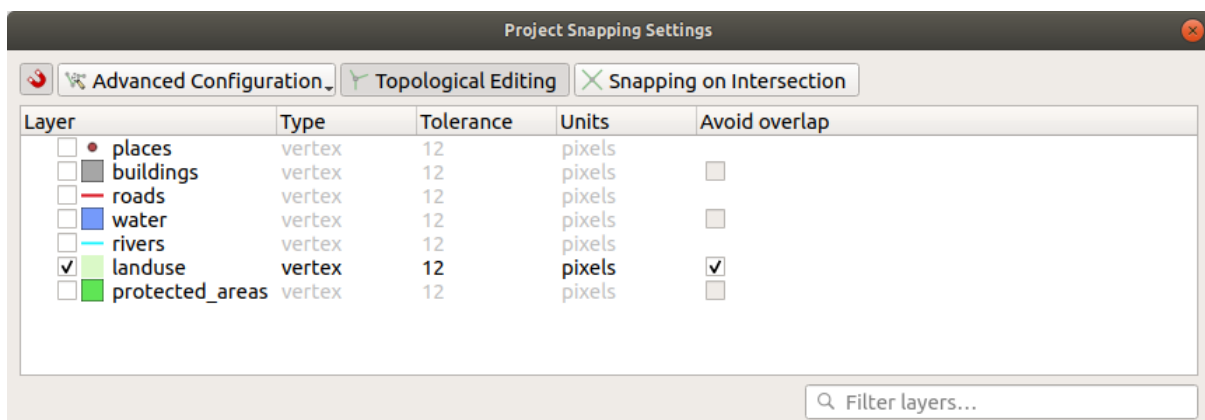 Project Snapping Settings
Advanced Configuration Topological Editing Snapping on Intersection
Layer Type Tolerance Units Avoid overlap
places vertex 12 pixels
buildings vertex 12 pixels
roads vertex 12 pixels
water vertex 12 pixels
rivers vertex 12 pixels
landuse vertex 12 pixels
protected_areas vertex 12 pixels
Filter layers...